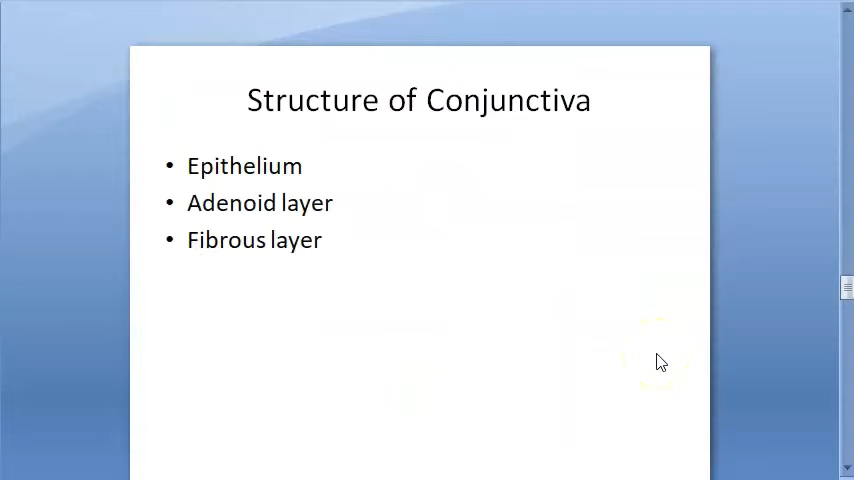 Structure of Conjunctiva
• Epithelium
• Adenoid layer
• Fibrous layer